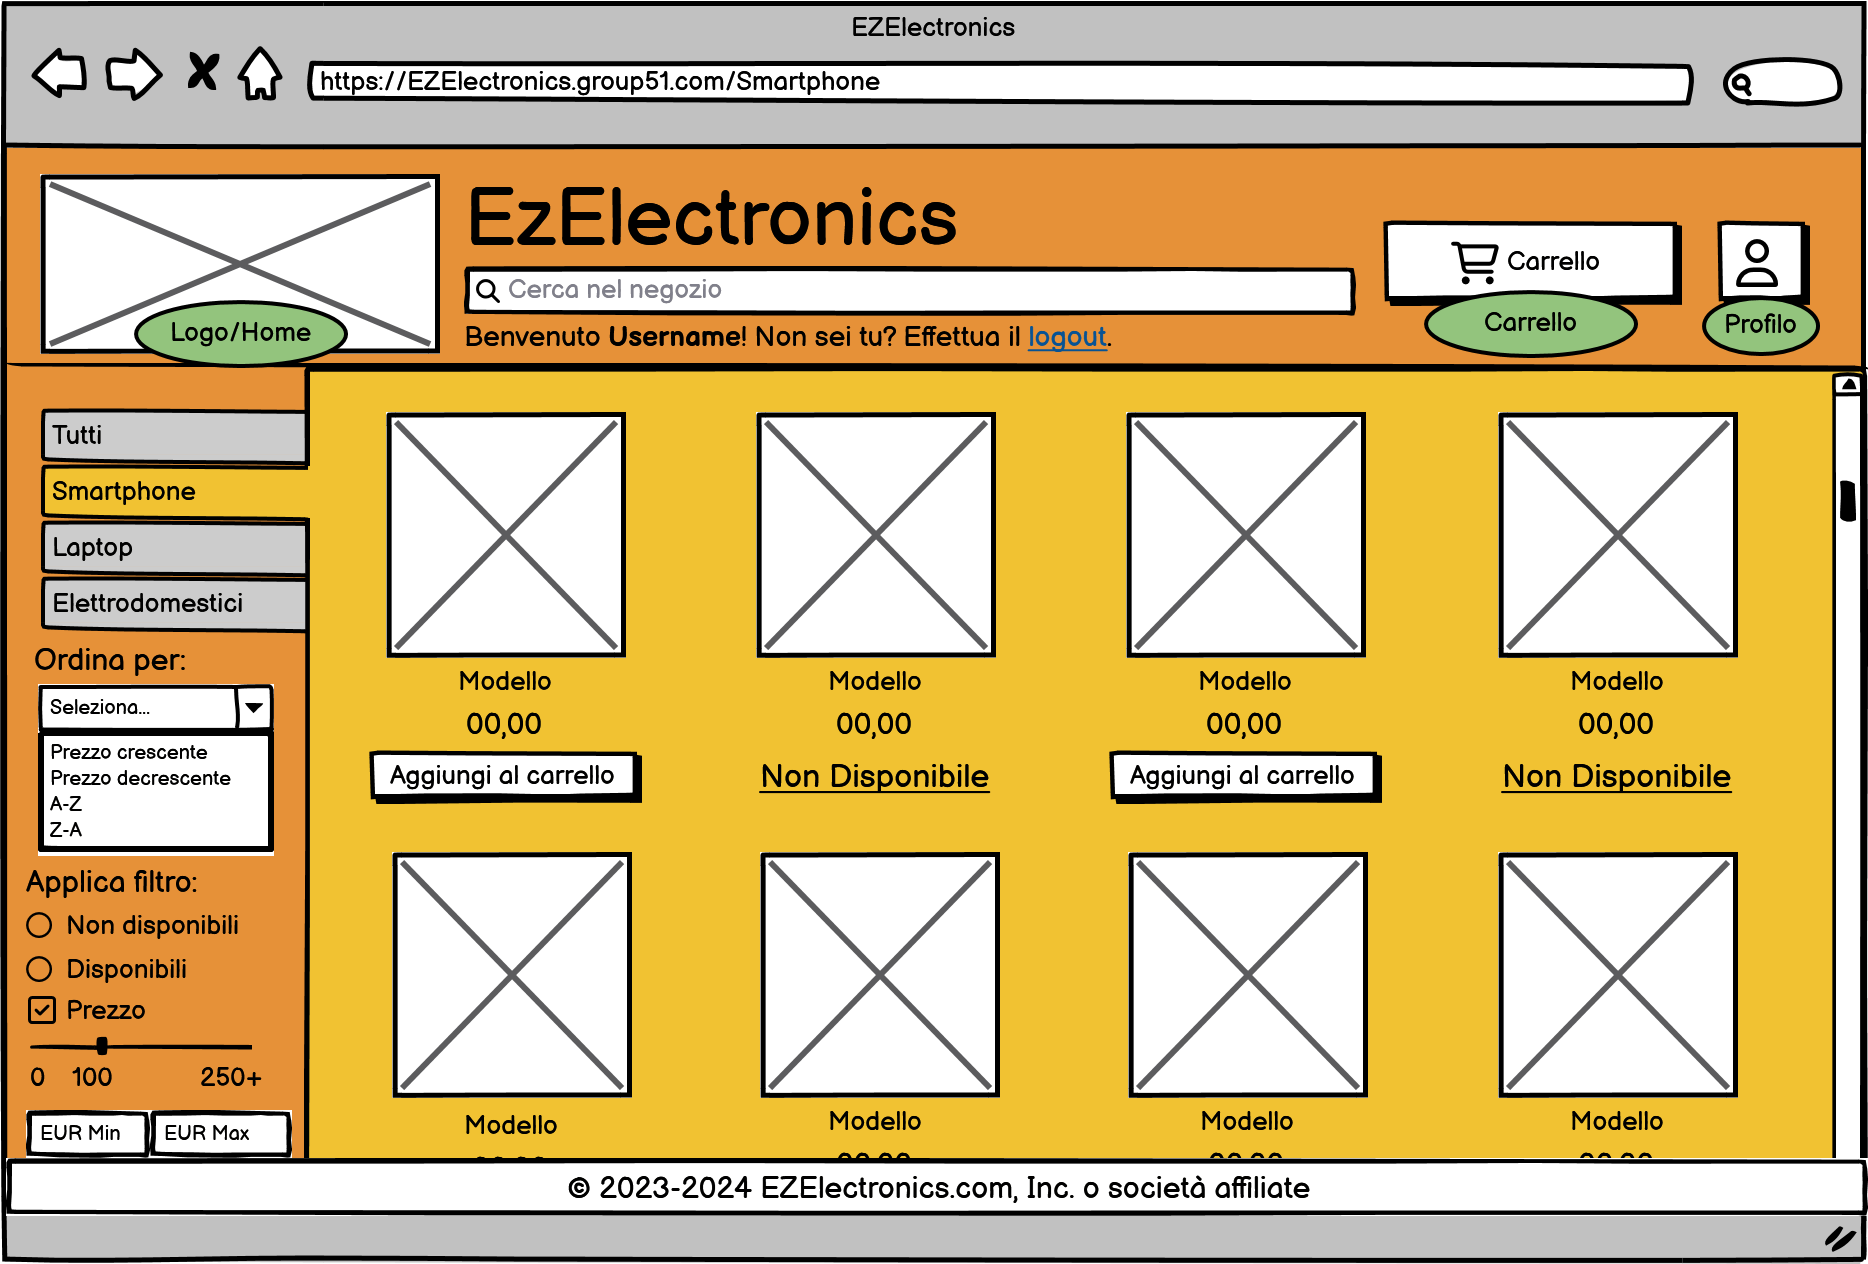 EZElectronics
https://EZElectronics.group51.com/Smartphone
EzElectronics
Cerca nel negozio
Benvenuto Username! Non sei tu? Effettua il logout.
Logo/Home
Carrello
Carrello
Profilo
Tutti
Smartphone
Laptop
Elettrodomestici
Ordina per:
Seleziona...
Prezzo crescente
Prezzo decrescente
A-Z
Z-A
Applica filtro:
Non disponibili
Disponibili
Prezzo
0 100 250+
EUR Min EUR Max
Modello Modello Modello Modello
00,00 00,00 00,00 00,00
Aggiungi al carrello Non Disponibile Aggiungi al carrello Non Disponibile
Modello Modello Modello Modello
© 2023-2024 EZElectronics.com, Inc. o società affiliate